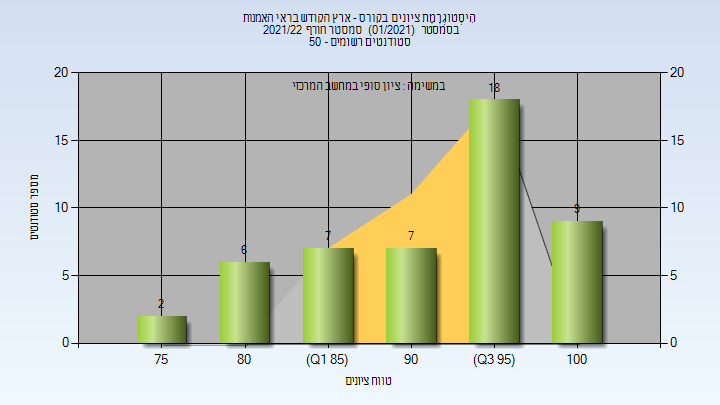 היסטוגרמת ציונים בקורס - ארץ הקודש בראי האמנות
בסמסטר (01/2021) סמסטר חורף 2021/22
סטודנטים רשומים - 50
במשימה : ציון סופי במחשב המרכזי
מספר סטודנטים
20
15
10
5
0
20
15
10
5
0
2
6
7
7
18
9
75
80
(Q1 85)
90
(Q3 95)
100
טווח ציונים